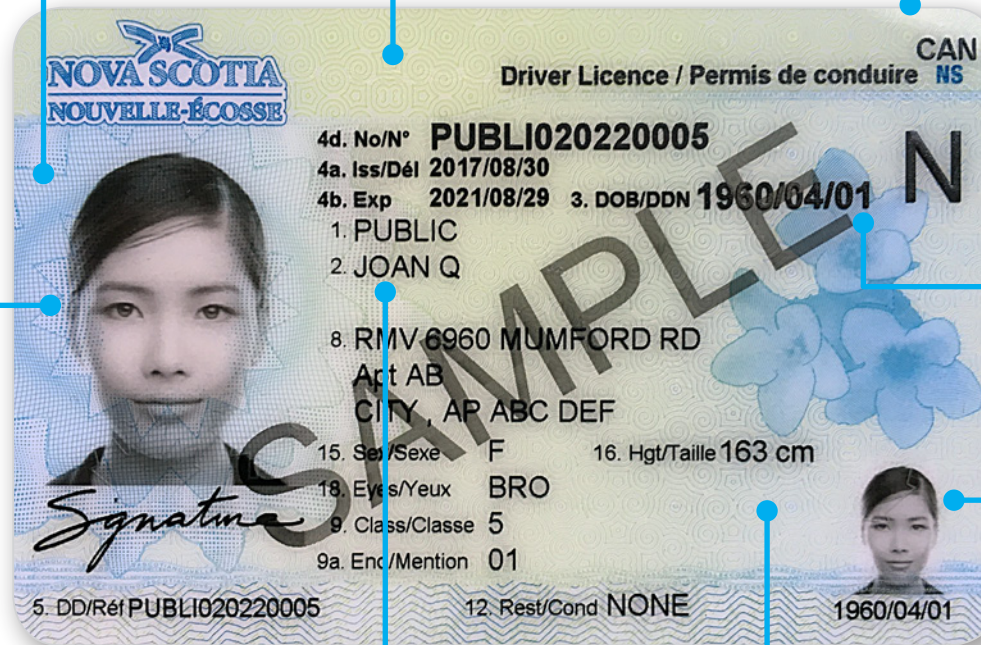 CAN
NOVA SCOTIA
NOUVELLE-ÉCOSSE
Driver Licence / Permis de conduire NS
4d. No/N° PUBLI020220005
N
4a. Iss/Dél 2017/08/30
4b. Exp 2021/08/29 3. DOB/DDN 1960/04/01
1. PUBLIC
2. JOAN Q
8. RMV 6960 MUMFORD RD
Apt AB
CITY , AP ABC DEF
15. Sex/Sexe F 16. Hgt/Taille 163 cm
18. Eyes/Yeux BRO
Signature
9. Class/Classe 5
9a. End/Mention 01
5. DD/Réf PUBLI020220005 12. Rest/Cond NONE 1960/04/01
SAMPLE